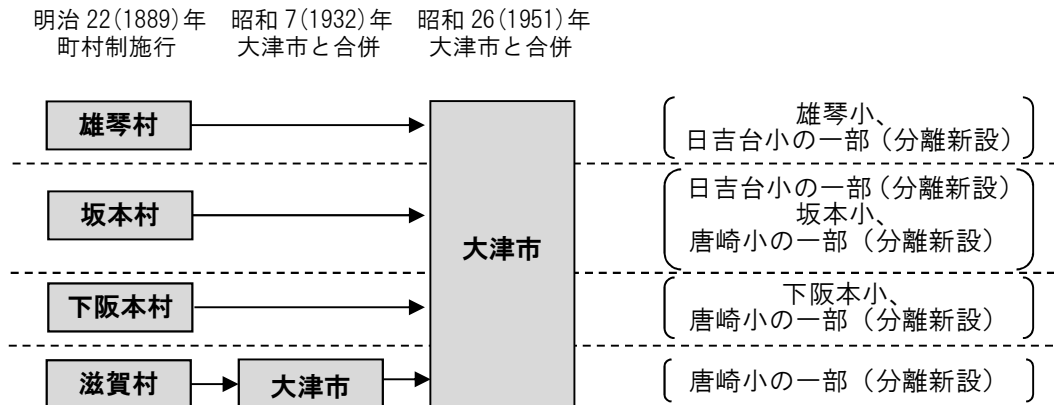 明治 22(1889)年
町村制施行
昭和 7(1932)年
大津市と合併
昭和 26(1951)年
大津市と合併
雄琴村
雄琴小、
日吉台小の一部（分離新設）
坂本村
日吉台小の一部（分離新設）
坂本小、
唐崎小の一部（分離新設）
大津市
下阪本村
下阪本小、
唐崎小の一部（分離新設）
滋賀村
大津市
唐崎小の一部（分離新設）